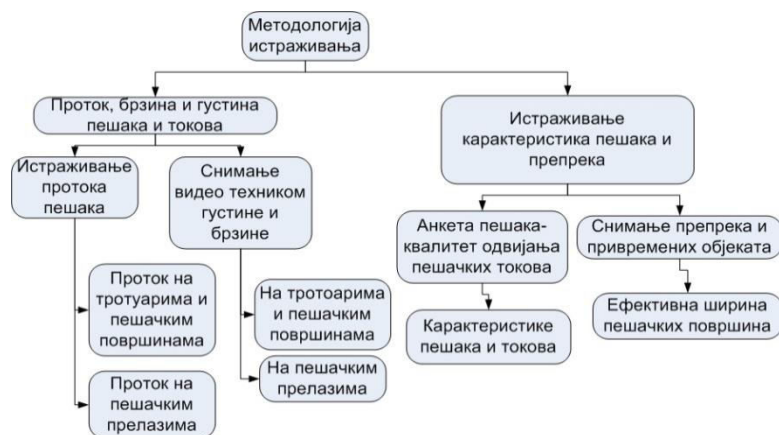 Методологија
истраживања
Проток, брзина и густина
пешака и токова
Истраживање
карактеристика пешака и
препрека
Истраживање
протока
пешака
Снимање
видео техником
густине и
брзине
Анкета пешака-
квалитет одвијања
пешачких токова
Снимање препрека и
привремених објеката
Проток на
тротуарима и
пешачким
површинама
На тротоарима
и пешачким
површинама
Карактеристике
пешака и токова
Ефективна ширина
пешачких површина
Проток на
пешачким
прелазима
На пешачким
прелазима